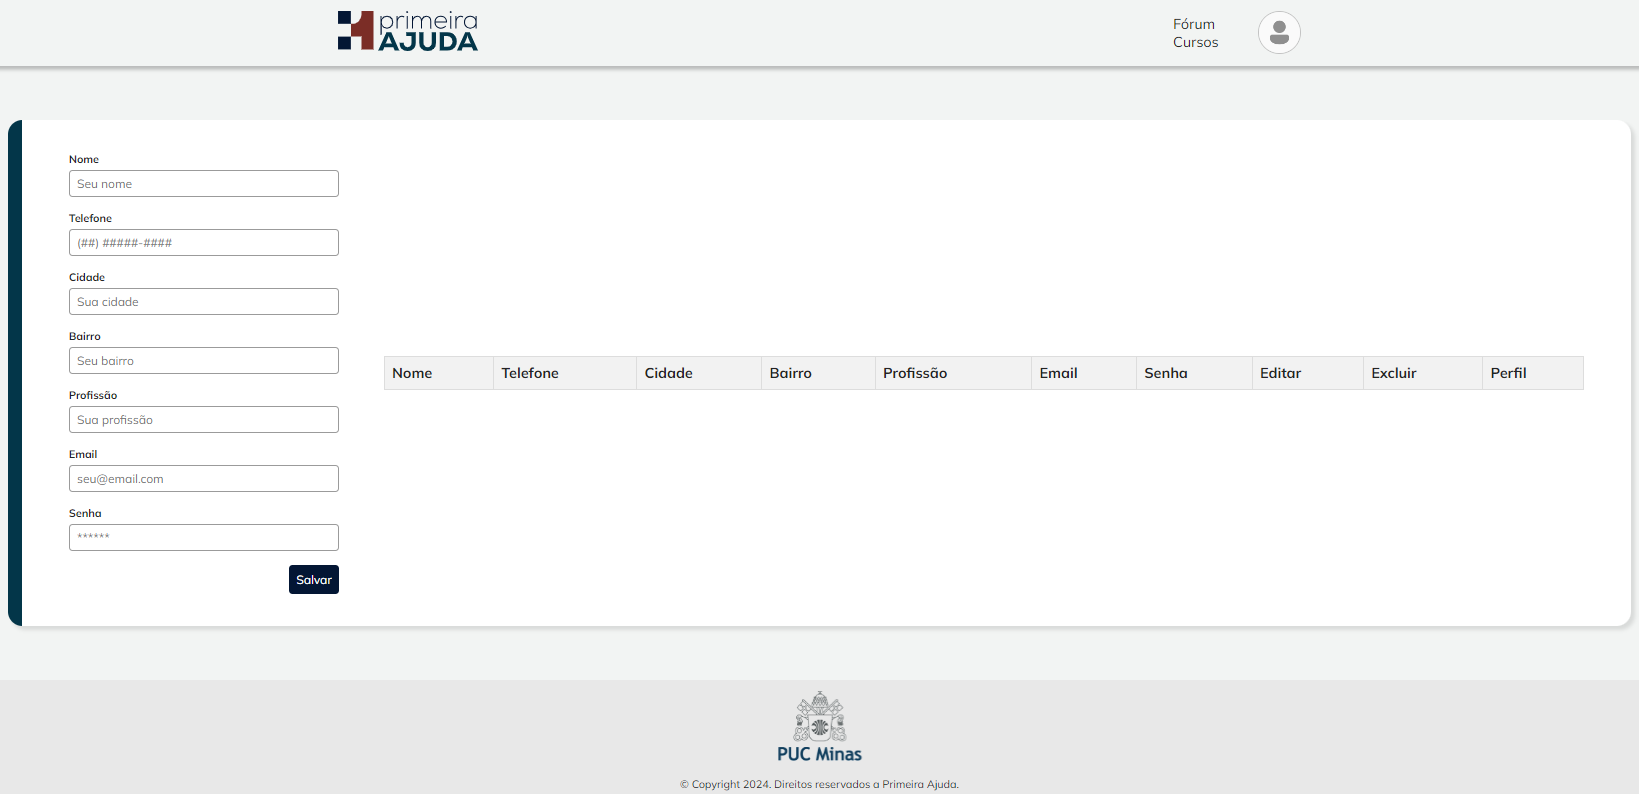 primeira
AJUDA
Fórum
Cursos
Nome
Seu nome
Telefone
(##) #####-####
Cidade
Sua cidade
Bairro
Seu bairro
Profissão
Sua profissão
Email
seu@email.com
Senha
******
Salvar
Nome Telefone Cidade Bairro Profissão Email Senha Editar Excluir Perfil
PUC Minas
© Copyright 2024. Direitos reservados a Primeira Ajuda.